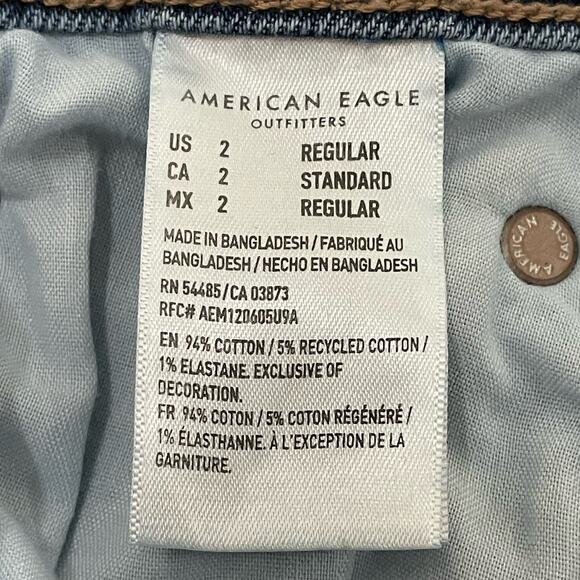 AMERICAN EAGLE
OUTFITTERS
US 2 REGULAR
CA 2 STANDARD
MX 2 REGULAR
MADE IN BANGLADESH / FABRIQUÉ AU
BANGLADESH / HECHO EN BANGLADESH
RN 54485 / CA 03873
RFC# AEM120605U9A
EN 94% COTTON / 5% RECYCLED COTTON /
1% ELASTANE. EXCLUSIVE OF
DECORATION.
FR 94% COTON / 5% COTON RÉGÉNÉRÉ /
1% ÉLASTHANNE. À L'EXCEPTION DE LA
GARNITURE.
AMERICAN EAGLE